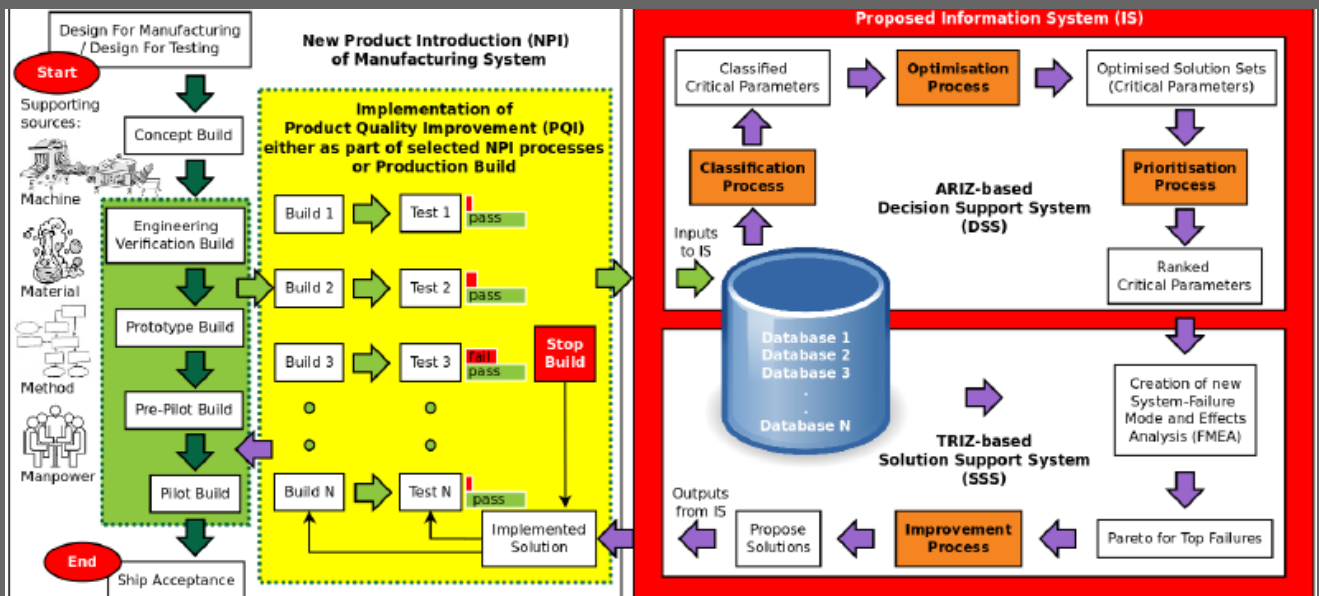 Design For Manufacturing
/ Design For Testing
Start
Supporting
sources:
Concept Build
Machine
Engineering
Verification Build
Material
Prototype Build
Method
Pre-Pilot Build
Manpower
Pilot Build
End
Ship Acceptance
New Product Introduction (NPI)
of Manufacturing System
Implementation of
Product Quality Improvement (PQI)
either as part of selected NPI processes
or Production Build
Build 1
Test 1
pass
Build 2
Test 2
pass
Build 3
Test 3
fail
pass
Stop
Build
Build N
Test N
pass
Implemented
Solution
Proposed Information System (IS)
Classified
Critical Parameters
Optimisation
Process
Optimised Solution Sets
(Critical Parameters)
Classification
Process
ARIZ-based
Decision Support System
(DSS)
Prioritisation
Process
Inputs
to IS
Ranked
Critical Parameters
Database 1
Database 2
Database 3
.
.
Database N
Creation of new
System-Failure
Mode and Effects
Analysis (FMEA)
TRIZ-based
Solution Support System
(SSS)
Outputs
from IS
Propose
Solutions
Improvement
Process
Pareto for Top Failures